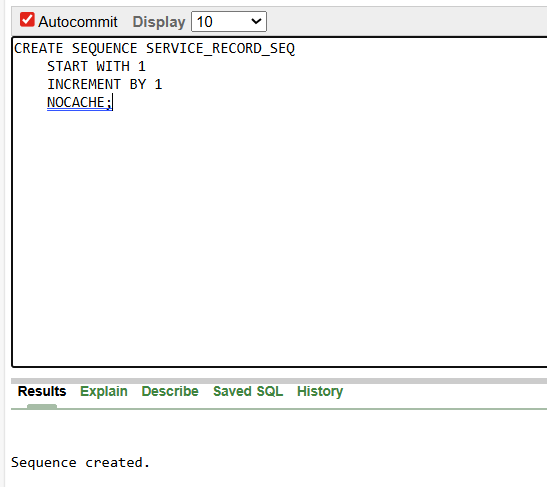 Autocommit Display 10
CREATE SEQUENCE SERVICE_RECORD_SEQ
START WITH 1
INCREMENT BY 1
NOCACHE;
Results Explain Describe Saved SQL History
Sequence created.